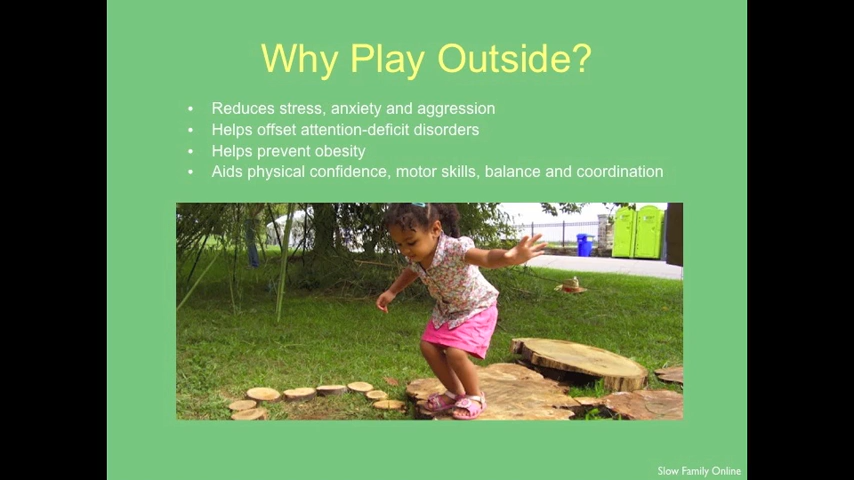 Why Play Outside?
• Reduces stress, anxiety and aggression
• Helps offset attention-deficit disorders
• Helps prevent obesity
• Aids physical confidence, motor skills, balance and coordination
Slow Family Online